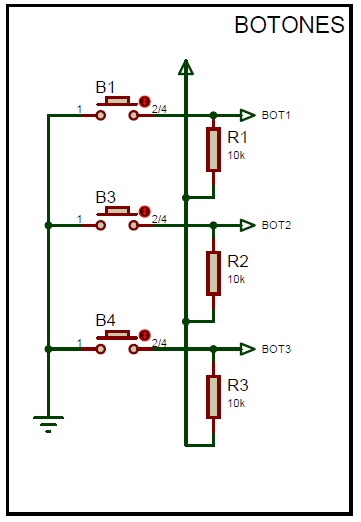 BOTONES
B1
1 2/4
BOT1
R1
10k
B3
1 2/4
BOT2
R2
10k
B4
1 2/4
BOT3
R3
10k